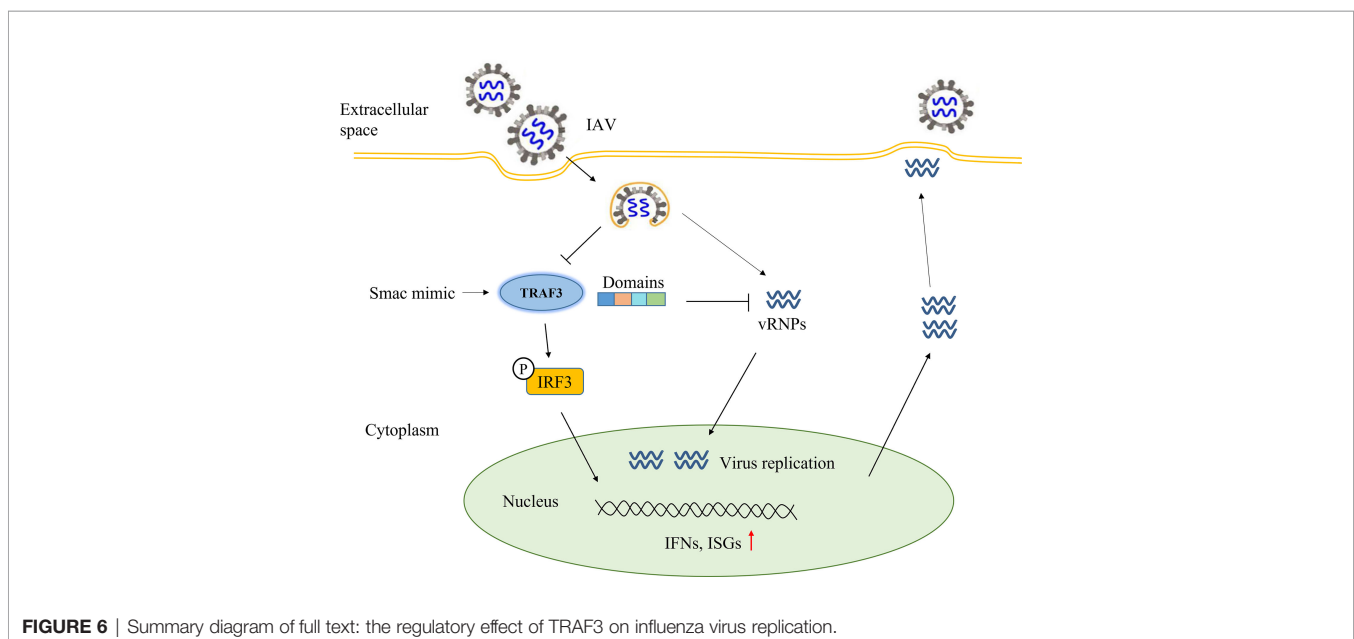 Extracellular
space
IAV
Smac mimic
TRAF3
Domains
vRNPs
P
IRF3
Cytoplasm
Virus replication
Nucleus
IFNs, ISGs
FIGURE 6 | Summary diagram of full text: the regulatory effect of TRAF3 on influenza virus replication.